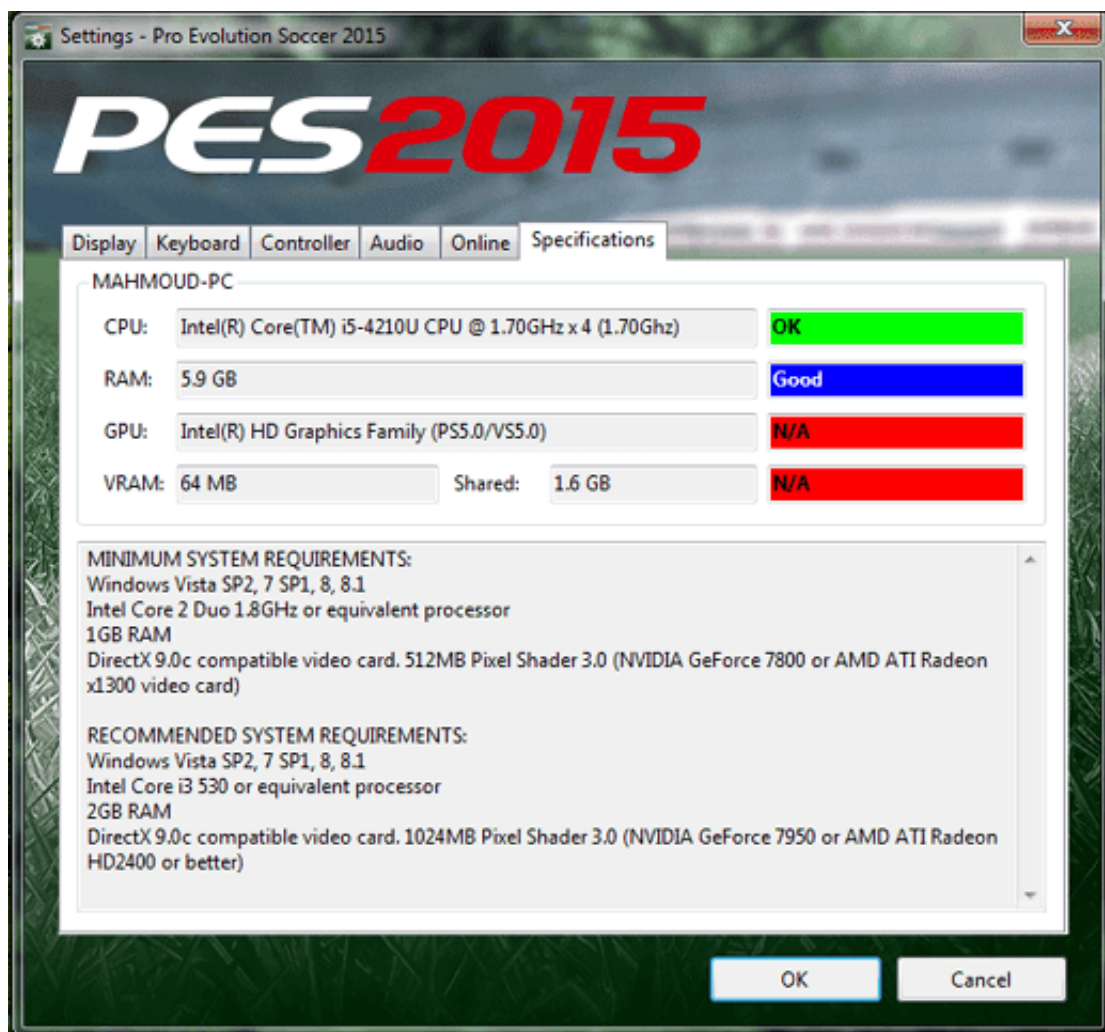 Settings - Pro Evolution Soccer 2015
PES2015
Display Keyboard Controller Audio Online Specifications
MAHMOUD-PC
CPU: Intel(R) Core(TM) i5-4210U CPU @ 1.70GHz x 4 (1.70Ghz) OK
RAM: 5.9 GB Good
GPU: Intel(R) HD Graphics Family (PS5.0/VS5.0) N/A
VRAM: 64 MB Shared: 1.6 GB N/A
MINIMUM SYSTEM REQUIREMENTS:
Windows Vista SP2, 7 SP1, 8, 8.1
Intel Core 2 Duo 1.8GHz or equivalent processor
1GB RAM
DirectX 9.0c compatible video card. 512MB Pixel Shader 3.0 (NVIDIA GeForce 7800 or AMD ATI Radeon
x1300 video card)
RECOMMENDED SYSTEM REQUIREMENTS:
Windows Vista SP2, 7 SP1, 8, 8.1
Intel Core i3 530 or equivalent processor
2GB RAM
DirectX 9.0c compatible video card. 1024MB Pixel Shader 3.0 (NVIDIA GeForce 7950 or AMD ATI Radeon
HD2400 or better)
OK Cancel